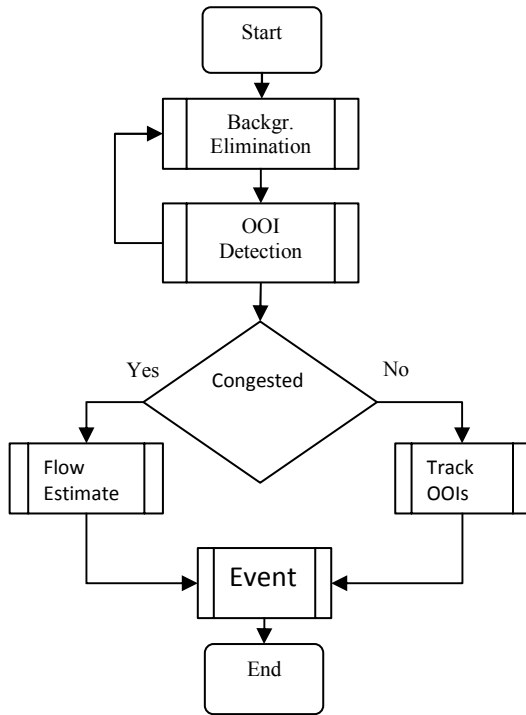 Start
Backgr.
Elimination
OOI
Detection
Yes
Congested
No
Flow
Estimate
Track
OOIs
Event
End